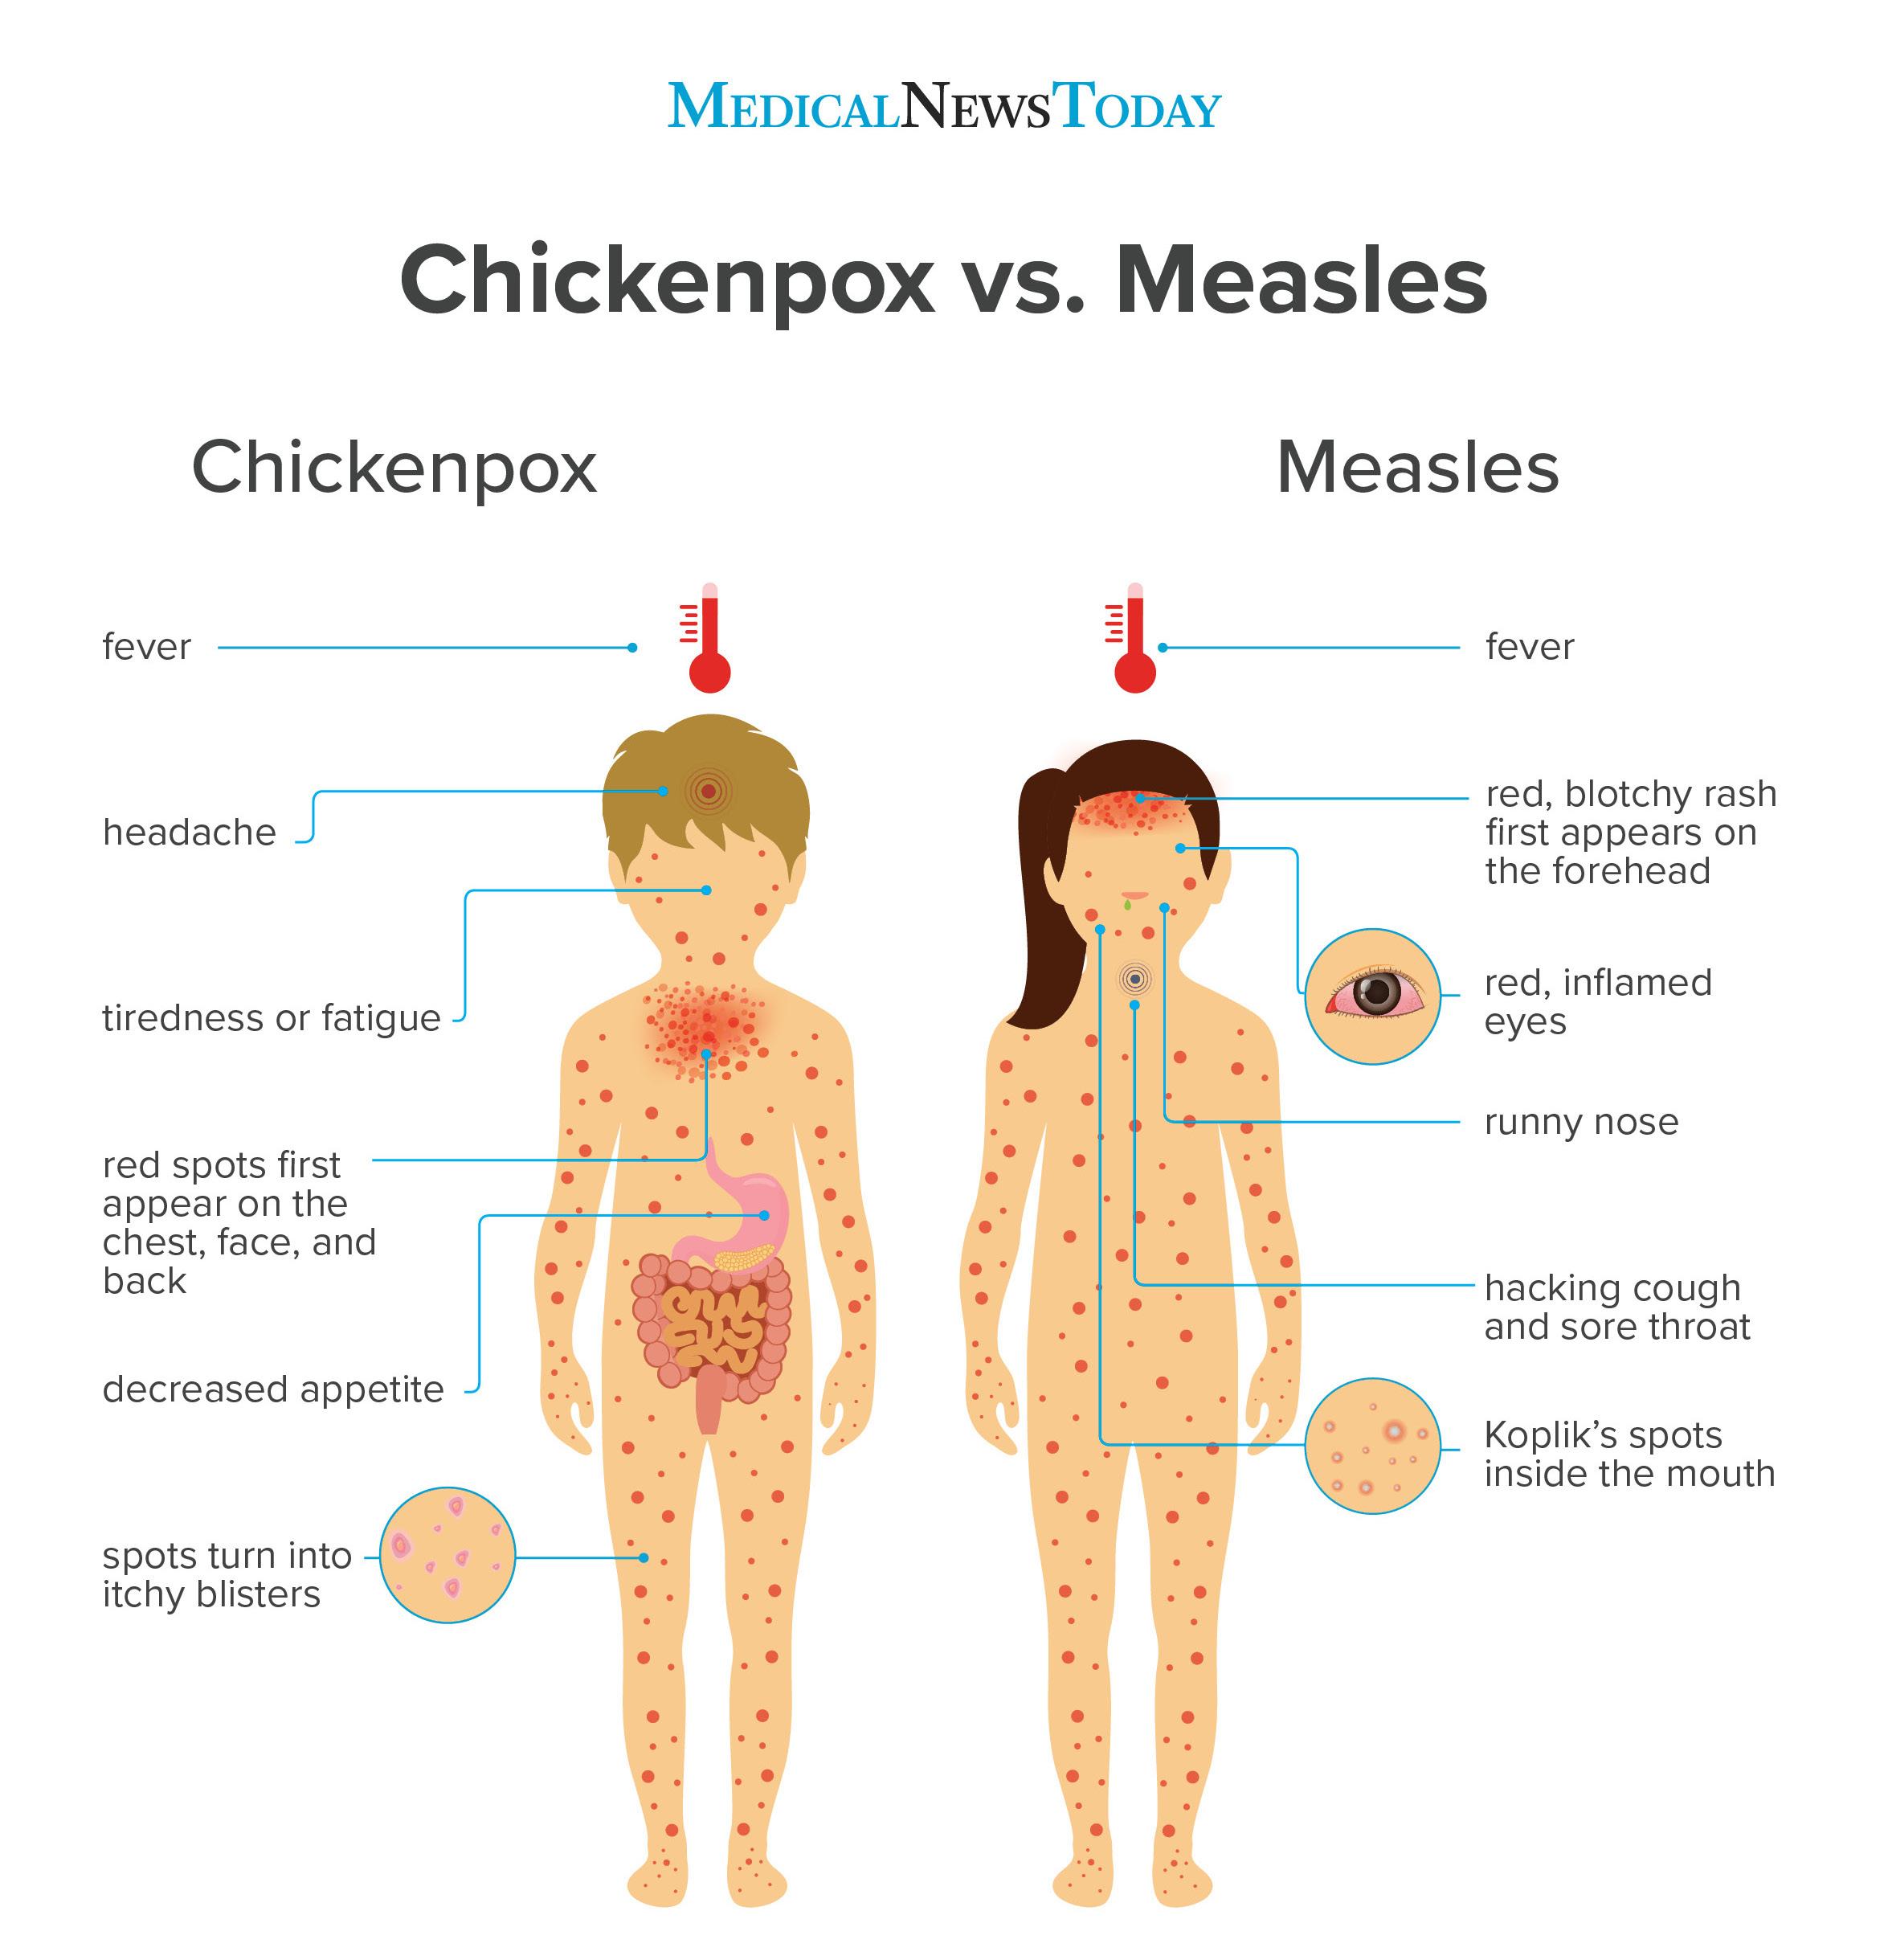 MEDICALNEWSTODAY
Chickenpox vs. Measles
Chickenpox
fever
headache
tiredness or fatigue
red spots first
appear on the
chest, face, and
back
decreased appetite
spots turn into
itchy blisters
Measles
fever
red, blotchy rash
first appears on
the forehead
red, inflamed
eyes
runny nose
hacking cough
and sore throat
Koplik’s spots
inside the mouth